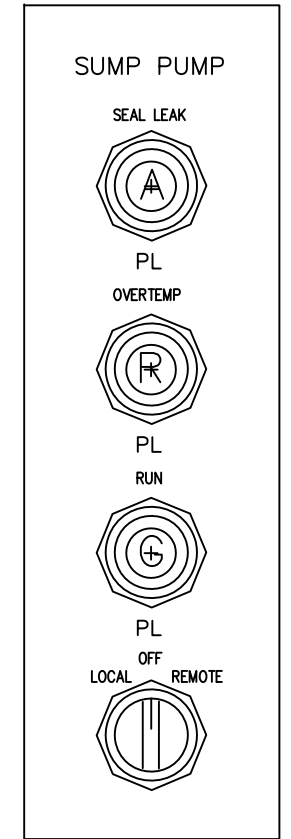 SUMP PUMP
SEAL LEAK
A
PL
OVERTEMP
R
PL
RUN
G
PL
OFF
LOCAL REMOTE